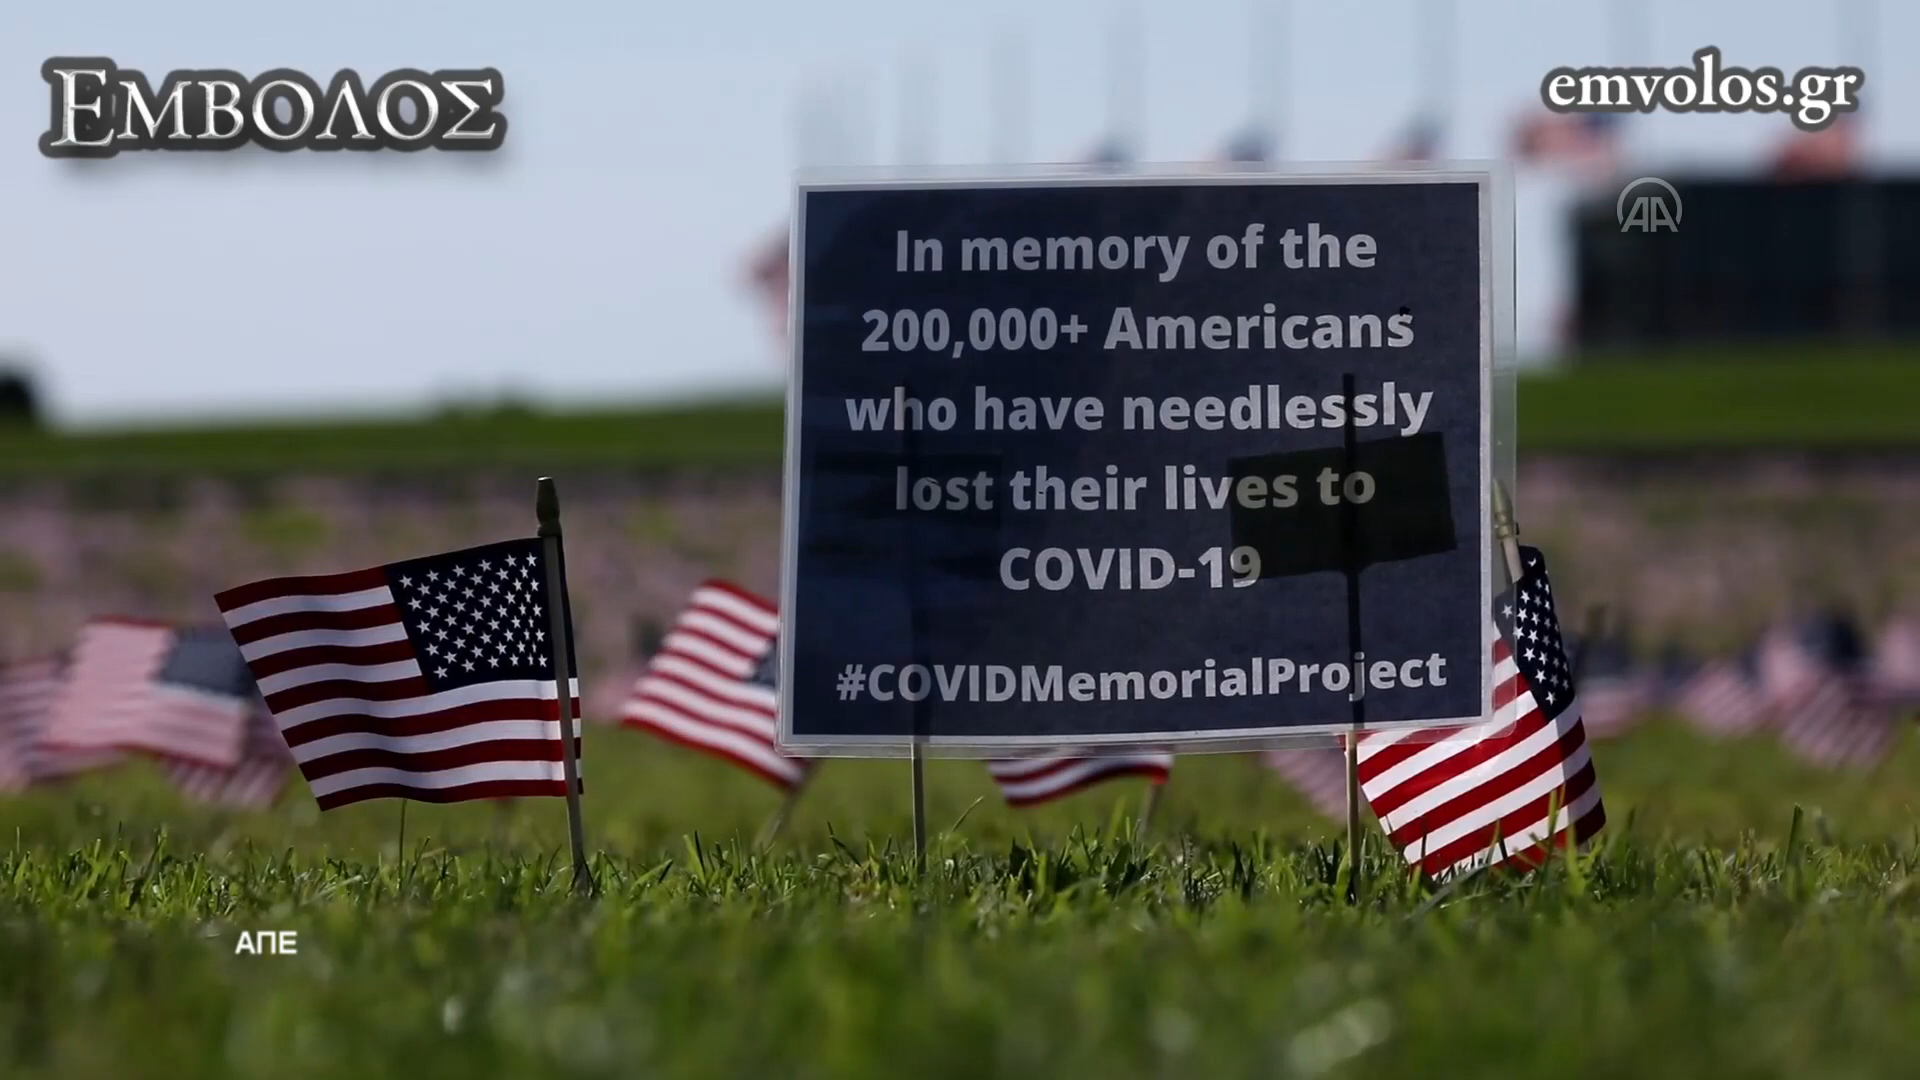 ΕΜΒΟΛΟΣ
emvolos.gr
AA
In memory of the
200,000+ Americans
who have needlessly
lost their lives to
COVID-19
#COVIDMemorialProject
ΑΠΕ